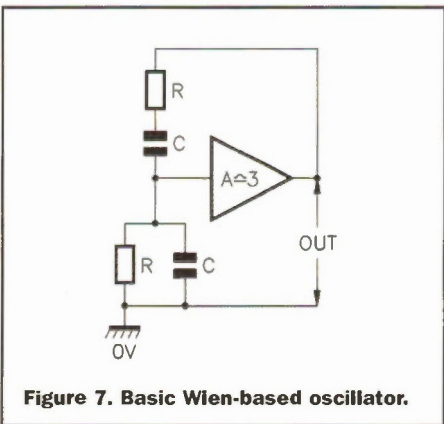 R
C
A≃3
OUT
R
C
0V
Figure 7. Basic Wien-based oscillator.